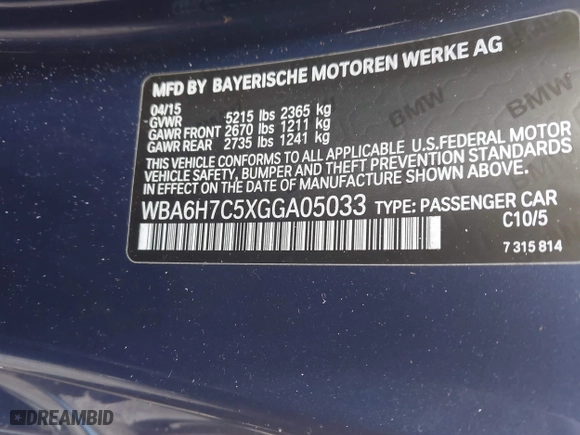 MFD BY BAYERISCHE MOTOREN WERKE AG
04/15
GVWR 5215 lbs 2365 kg
GAWR FRONT 2670 lbs 1211 kg
GAWR REAR 2735 lbs 1241 kg
THIS VEHICLE CONFORMS TO ALL APPLICABLE U.S.FEDERAL MOTOR
VEHICLE SAFETY, BUMPER AND THEFT PREVENTION STANDARDS
IN EFFECT ON THE DATE OF MANUFACTURE SHOWN ABOVE.
WBA6H7C5XGGA05033 TYPE: PASSENGER CAR
C10/5
7 315 814
BMW
BMW
DREAMBID